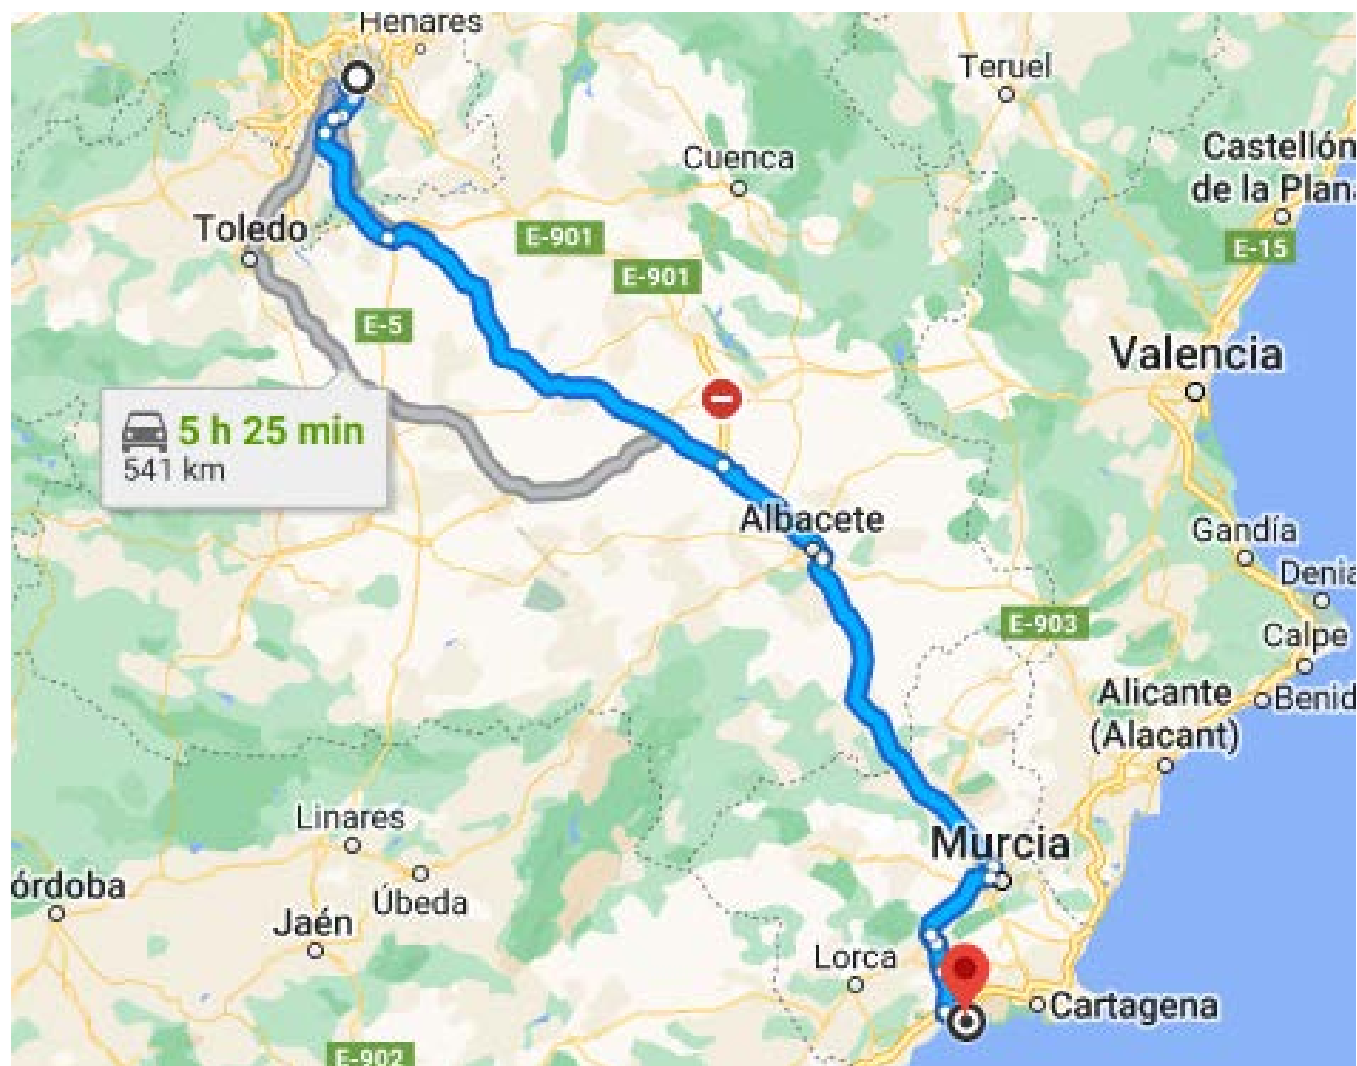 Henares
Teruel
Cuenca
Castellón
de la Plan
Toledo
E-901
E-15
E-901
E-5
Valencia
5 h 25 min
541 km
Albacete
Gandía
Denia
E-903
Calpe
Alicante
(Alacant)
Benid
Linares
Murcia
órdoba
Úbeda
Jaén
Lorca
Cartagena
E-902